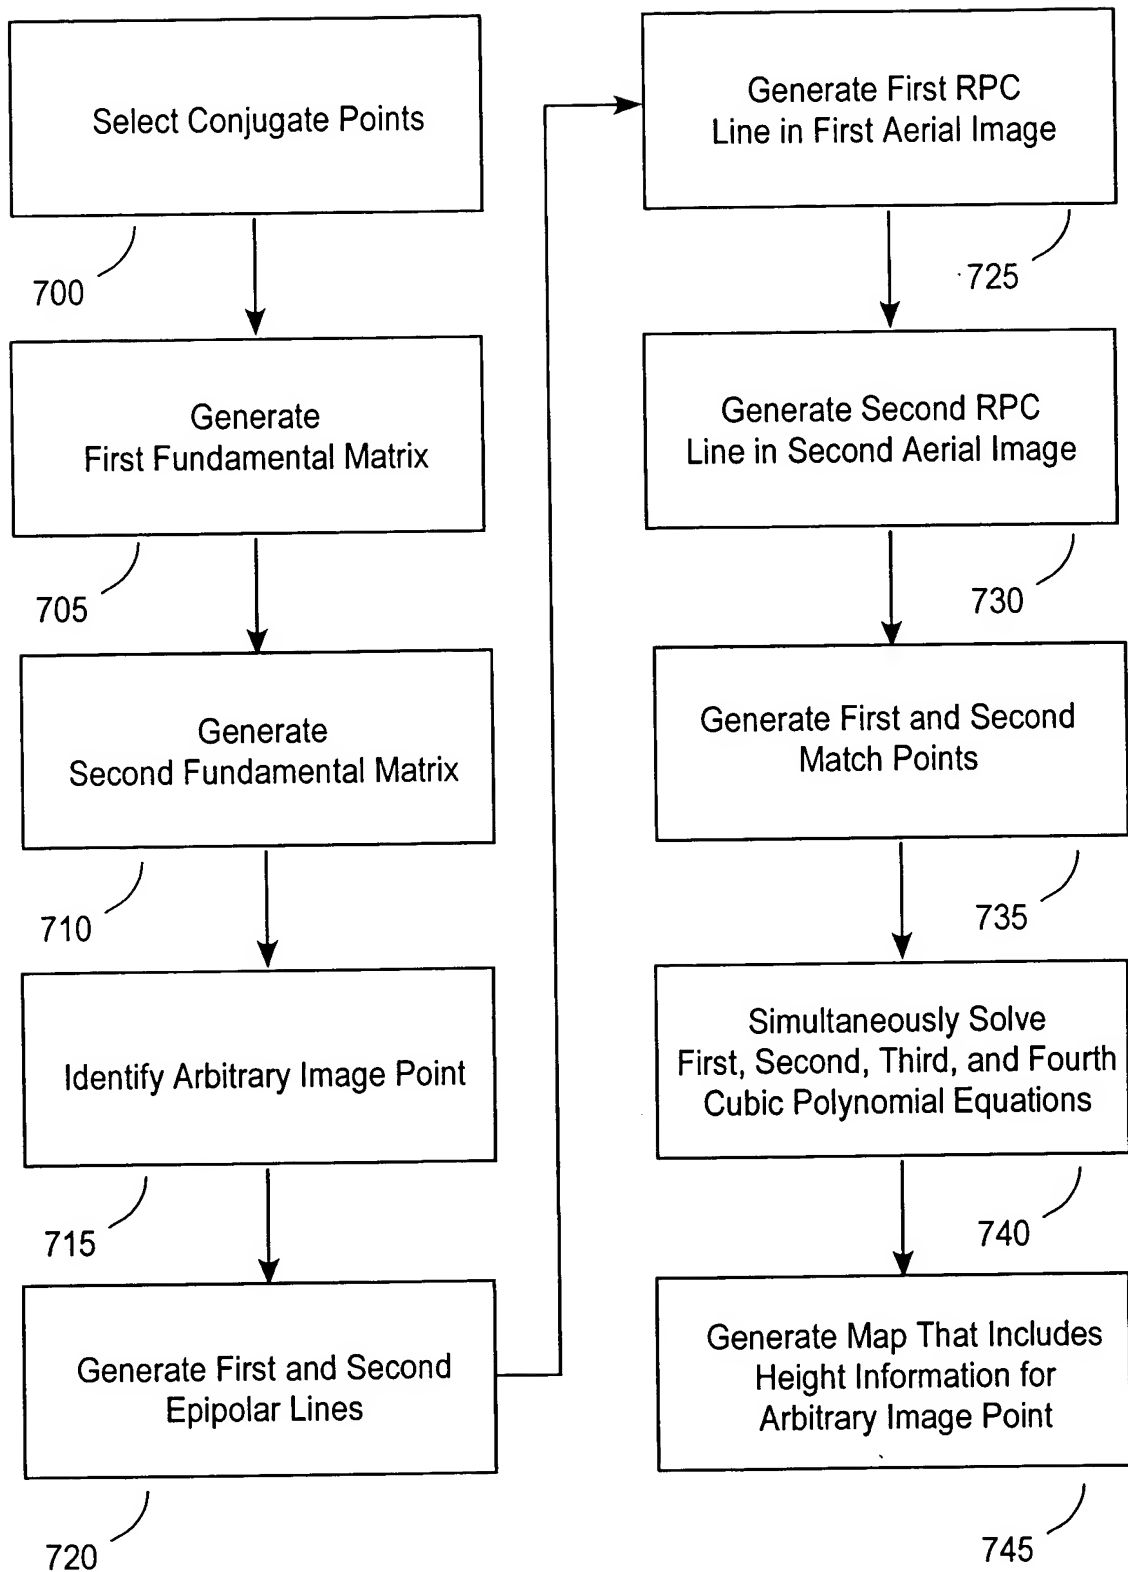 Select Conjugate Points
700
Generate
First Fundamental Matrix
705
Generate
Second Fundamental Matrix
710
Identify Arbitrary Image Point
715
Generate First and Second
Epipolar Lines
720
Generate First RPC
Line in First Aerial Image
725
Generate Second RPC
Line in Second Aerial Image
730
Generate First and Second
Match Points
735
Simultaneously Solve
First, Second, Third, and Fourth
Cubic Polynomial Equations
740
Generate Map That Includes
Height Information for
Arbitrary Image Point
745